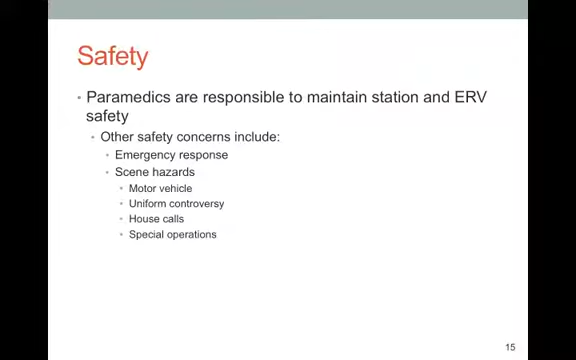 Safety
• Paramedics are responsible to maintain station and ERV
safety
• Other safety concerns include:
• Emergency response
• Scene hazards
• Motor vehicle
• Uniform controversy
• House calls
• Special operations
15